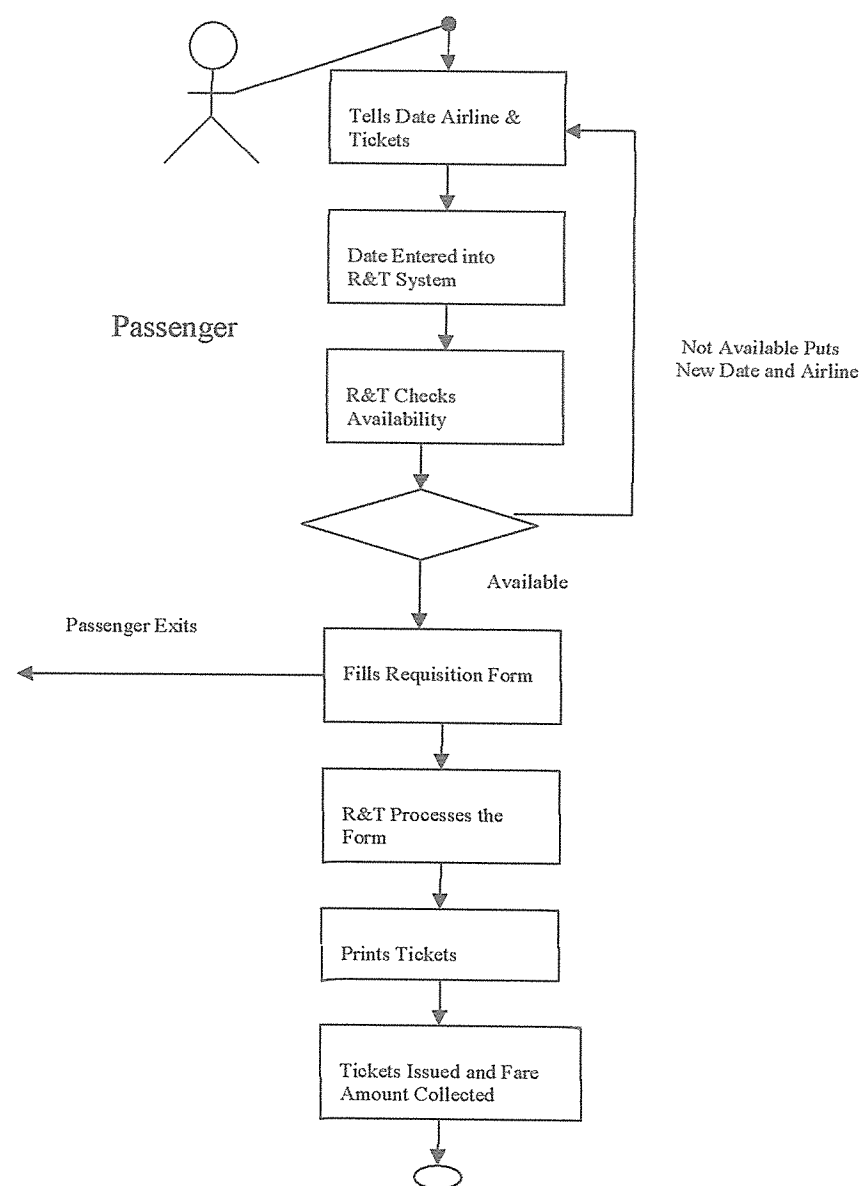 Tells Date Airline &
Tickets
Date Entered into
R&T System
Passenger
Not Available Puts
New Date and Airline
R&T Checks
Availability
Available
Passenger Exits
Fills Requisition Form
R&T Processes the
Form
Prints Tickets
Tickets Issued and Fare
Amount Collected